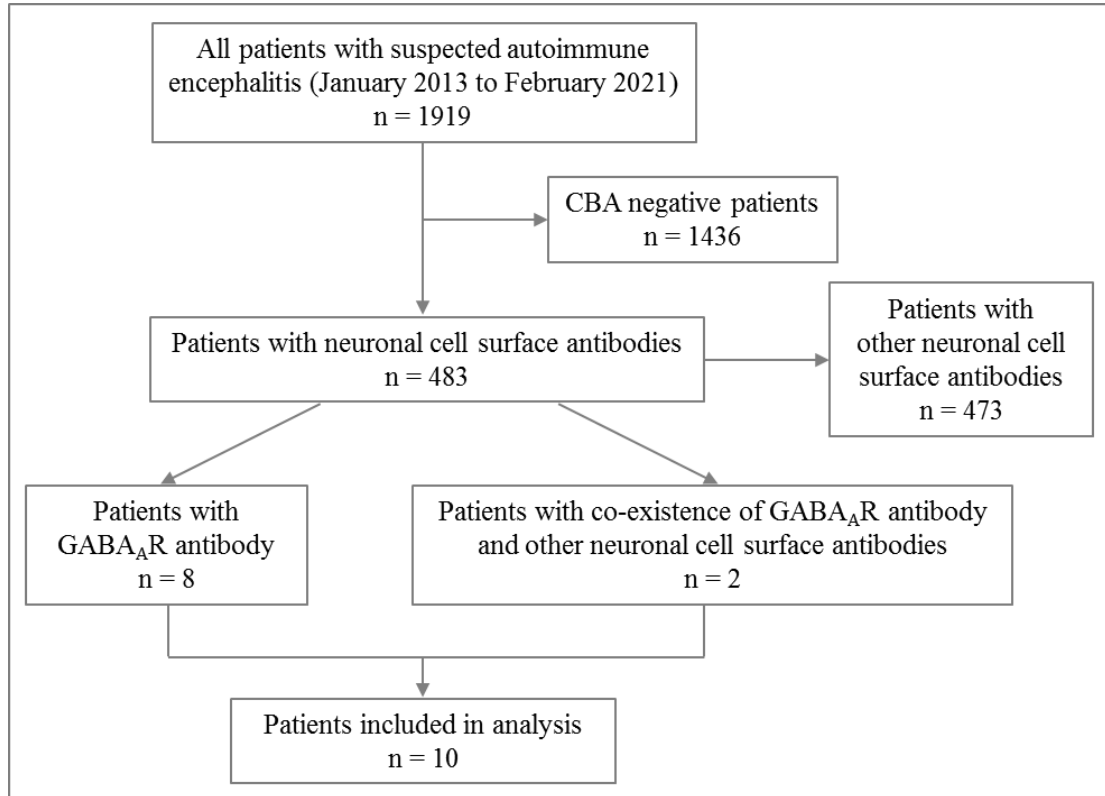 All patients with suspected autoimmune
encephalitis (January 2013 to February 2021)
n = 1919
CBA negative patients
n = 1436
Patients with neuronal cell surface antibodies
n = 483
Patients with
other neuronal cell
surface antibodies
n = 473
Patients with
GABA_AR antibody
n = 8
Patients with co-existence of GABA_AR antibody
and other neuronal cell surface antibodies
n = 2
Patients included in analysis
n = 10